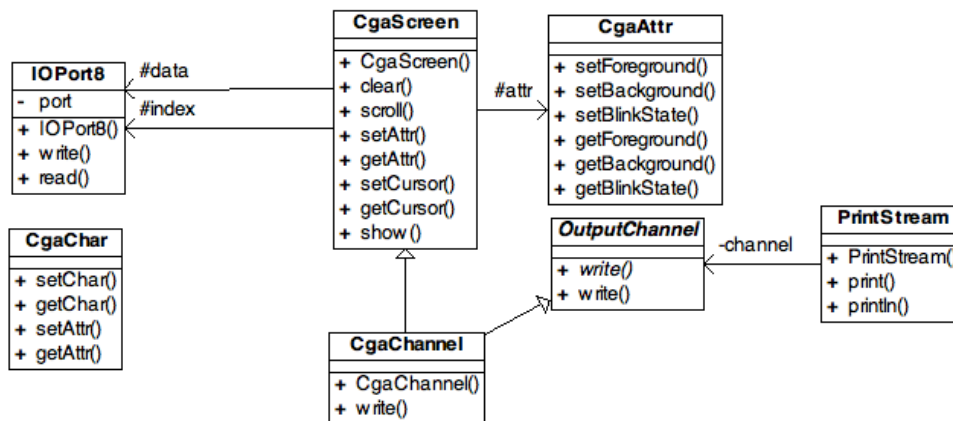 CgaScreen
+ CgaScreen()
+ clear()
+ scroll()
+ setAttr()
+ getAttr()
+ setCursor()
+ getCursor()
+ show()
CgaAttr
+ setForeground()
+ setBackground()
+ setBlinkState()
+ getForeground()
+ getBackground()
+ getBlinkState()
IOPort8
- port
+ IOPort8()
+ write()
+ read()
#data
#index
#attr
CgaChar
+ setChar()
+ getChar()
+ setAttr()
+ getAttr()
OutputChannel
+ write()
+ write()
-channel
PrintStream
+ PrintStream()
+ print()
+ println()
CgaChannel
+ CgaChannel()
+ write()